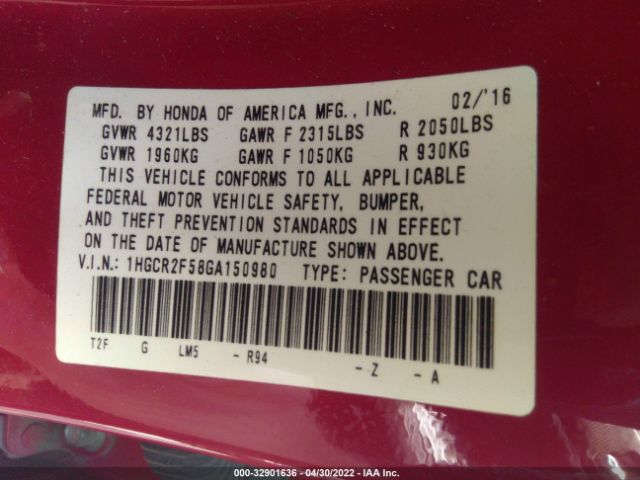 MFD. BY HONDA OF AMERICA MFG., INC. 02/'16
GVWR 4321LBS GAWR F 2315LBS R 2050LBS
GVWR 1960KG GAWR F 1050KG R 930KG
THIS VEHICLE CONFORMS TO ALL APPLICABLE
FEDERAL MOTOR VEHICLE SAFETY, BUMPER,
AND THEFT PREVENTION STANDARDS IN EFFECT
ON THE DATE OF MANUFACTURE SHOWN ABOVE.
V.I.N.: 1HGCR2F58GA150980 TYPE: PASSENGER CAR
T2F G LM5 - R94 - Z - A
000-32901636 - 04/30/2022 - IAA Inc.